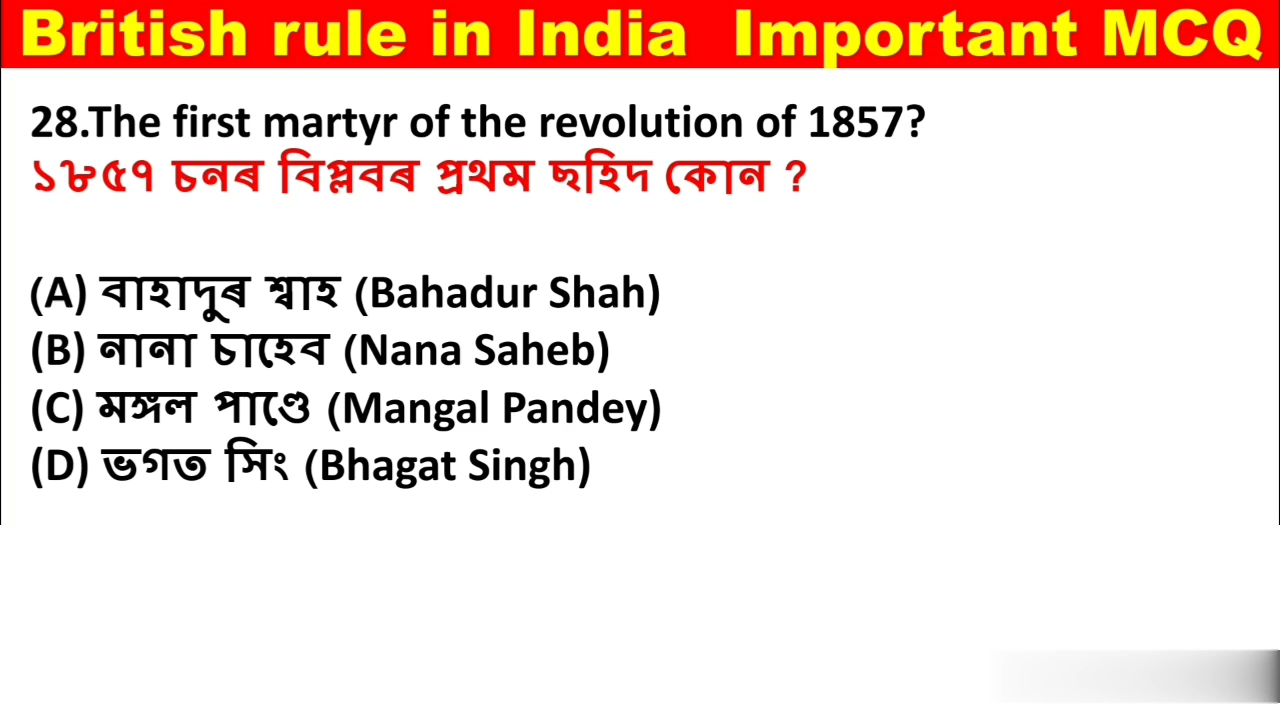 British rule in India Important MCQ
28.The first martyr of the revolution of 1857?
১৮৫৭ চনৰ বিপ্লবৰ প্ৰথম ছহিদ কোন ?
(A) বাহাদুৰ শ্বাহ (Bahadur Shah)
(B) নানা চাহেব (Nana Saheb)
(C) মঙ্গল পাণ্ডে (Mangal Pandey)
(D) ভগত সিং (Bhagat Singh)